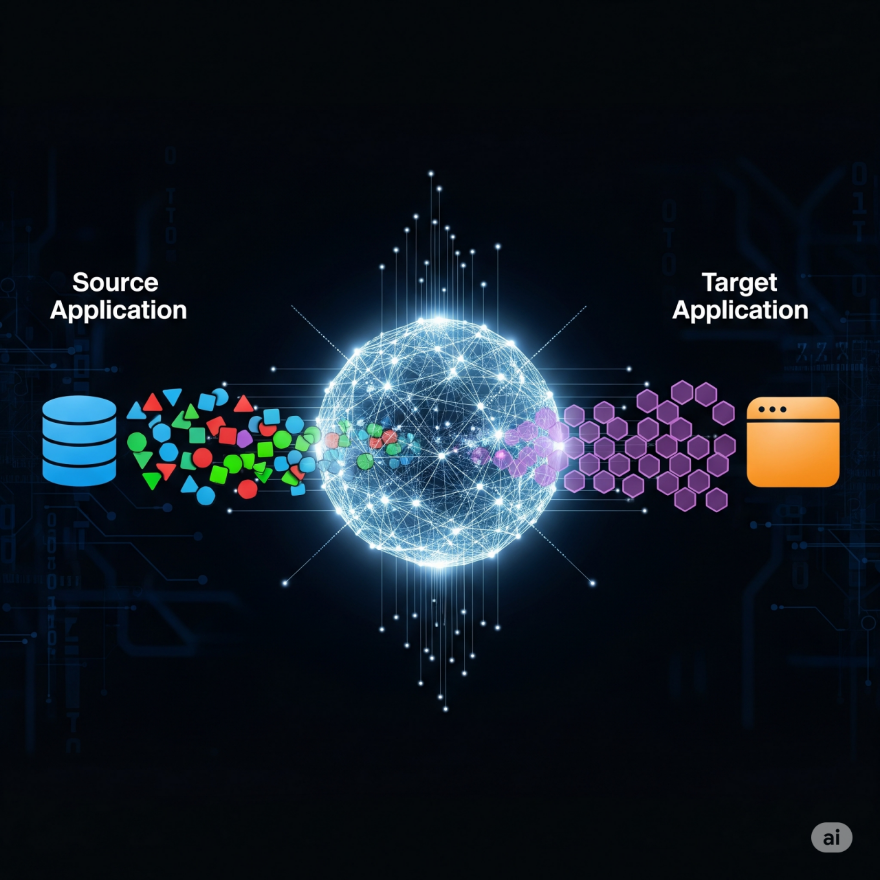 Source
Application
Target
Application
ai